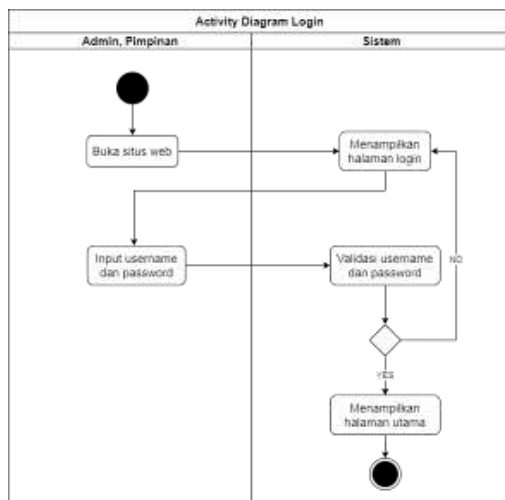 Activity Diagram Login
Admin, Pimpinan
Sistem
Buka situs web
Menampilkan
halaman login
Input username
dan password
Validasi username
dan password
NO
YES
Menampilkan
halaman utama